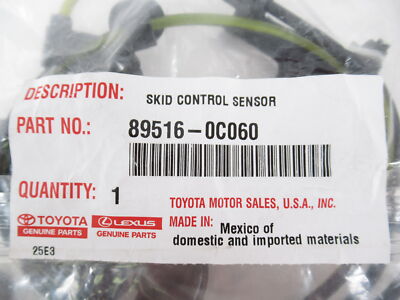 DESCRIPTION: SKID CONTROL SENSOR
PART NO.: 89516-0C060
QUANTITY: 1 TOYOTA MOTOR SALES, U.S.A., INC.
TOYOTA LEXUS MADE IN: Mexico of
GENUINE PARTS GENUINE PARTS domestic and imported materials
25E3